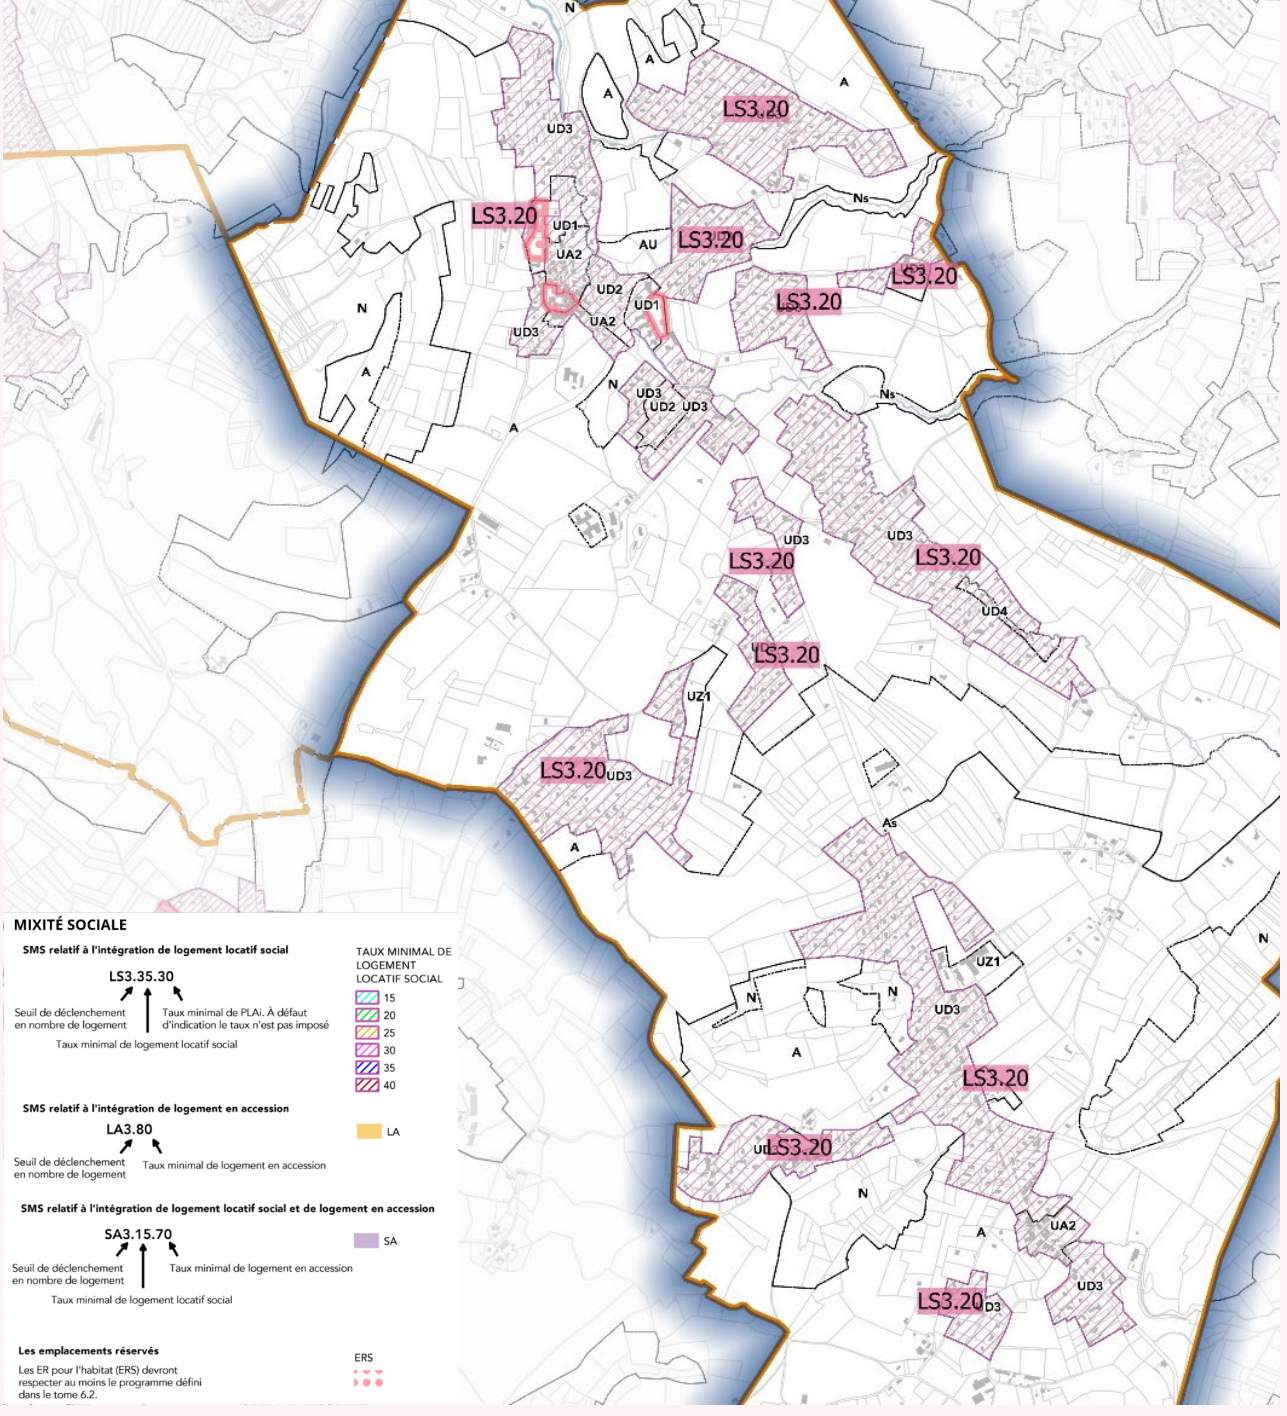 N
A
A
A
LS3.20
UD3
Ns
LS3.20
UD1
AU
LS3.20
UA2
LS3.20
UD2
LS3.20
N
UD1
UA2
UD3
A
N
Ns
UD3
UD2
UD3
A
UD3
UD3
LS3.20
LS3.20
UD4
LS3.20
UZ1
LS3.20
UD3
As
A
N
UZ1
N
N
UD3
A
LS3.20
LS3.20
N
UA2
A
UD3
LS3.20
D3
MIXITÉ SOCIALE
SMS relatif à l'intégration de logement locatif social
LS3.35.30
Seuil de déclenchement
en nombre de logement
Taux minimal de PLAi. À défaut
d'indication le taux n'est pas imposé
Taux minimal de logement locatif social
TAUX MINIMAL DE
LOGEMENT
LOCATIF SOCIAL
15
20
25
30
35
40
SMS relatif à l'intégration de logement en accession
LA3.80
Seuil de déclenchement
en nombre de logement
Taux minimal de logement en accession
LA
SMS relatif à l'intégration de logement locatif social et de logement en accession
SA3.15.70
Seuil de déclenchement
en nombre de logement
Taux minimal de logement en accession
Taux minimal de logement locatif social
SA
Les emplacements réservés
Les ER pour l'habitat (ERS) devront
respecter au moins le programme défini
dans le tome 6.2.
ERS